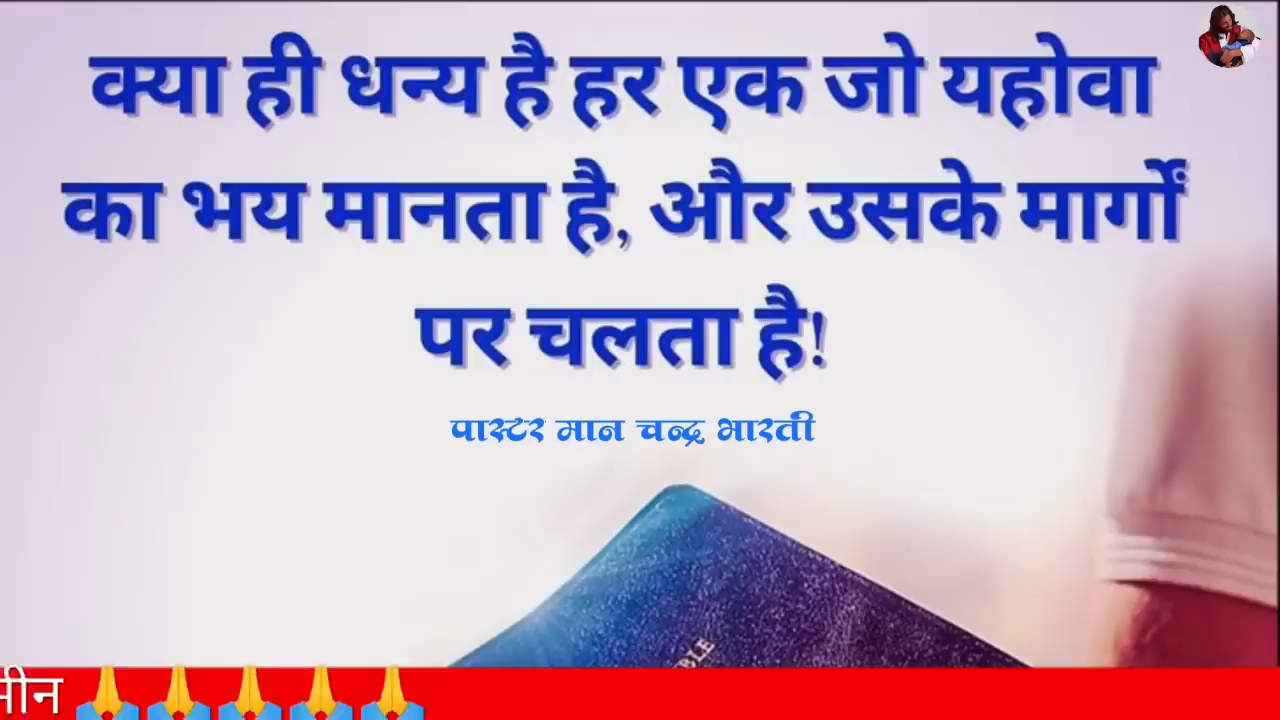 क्या ही धन्य है हर एक जो यहोवा
का भय मानता है, और उसके मार्गों
पर चलता है!
पास्टर मान चन्द्र भारती
मीन 🙏🙏🙏🙏🙏